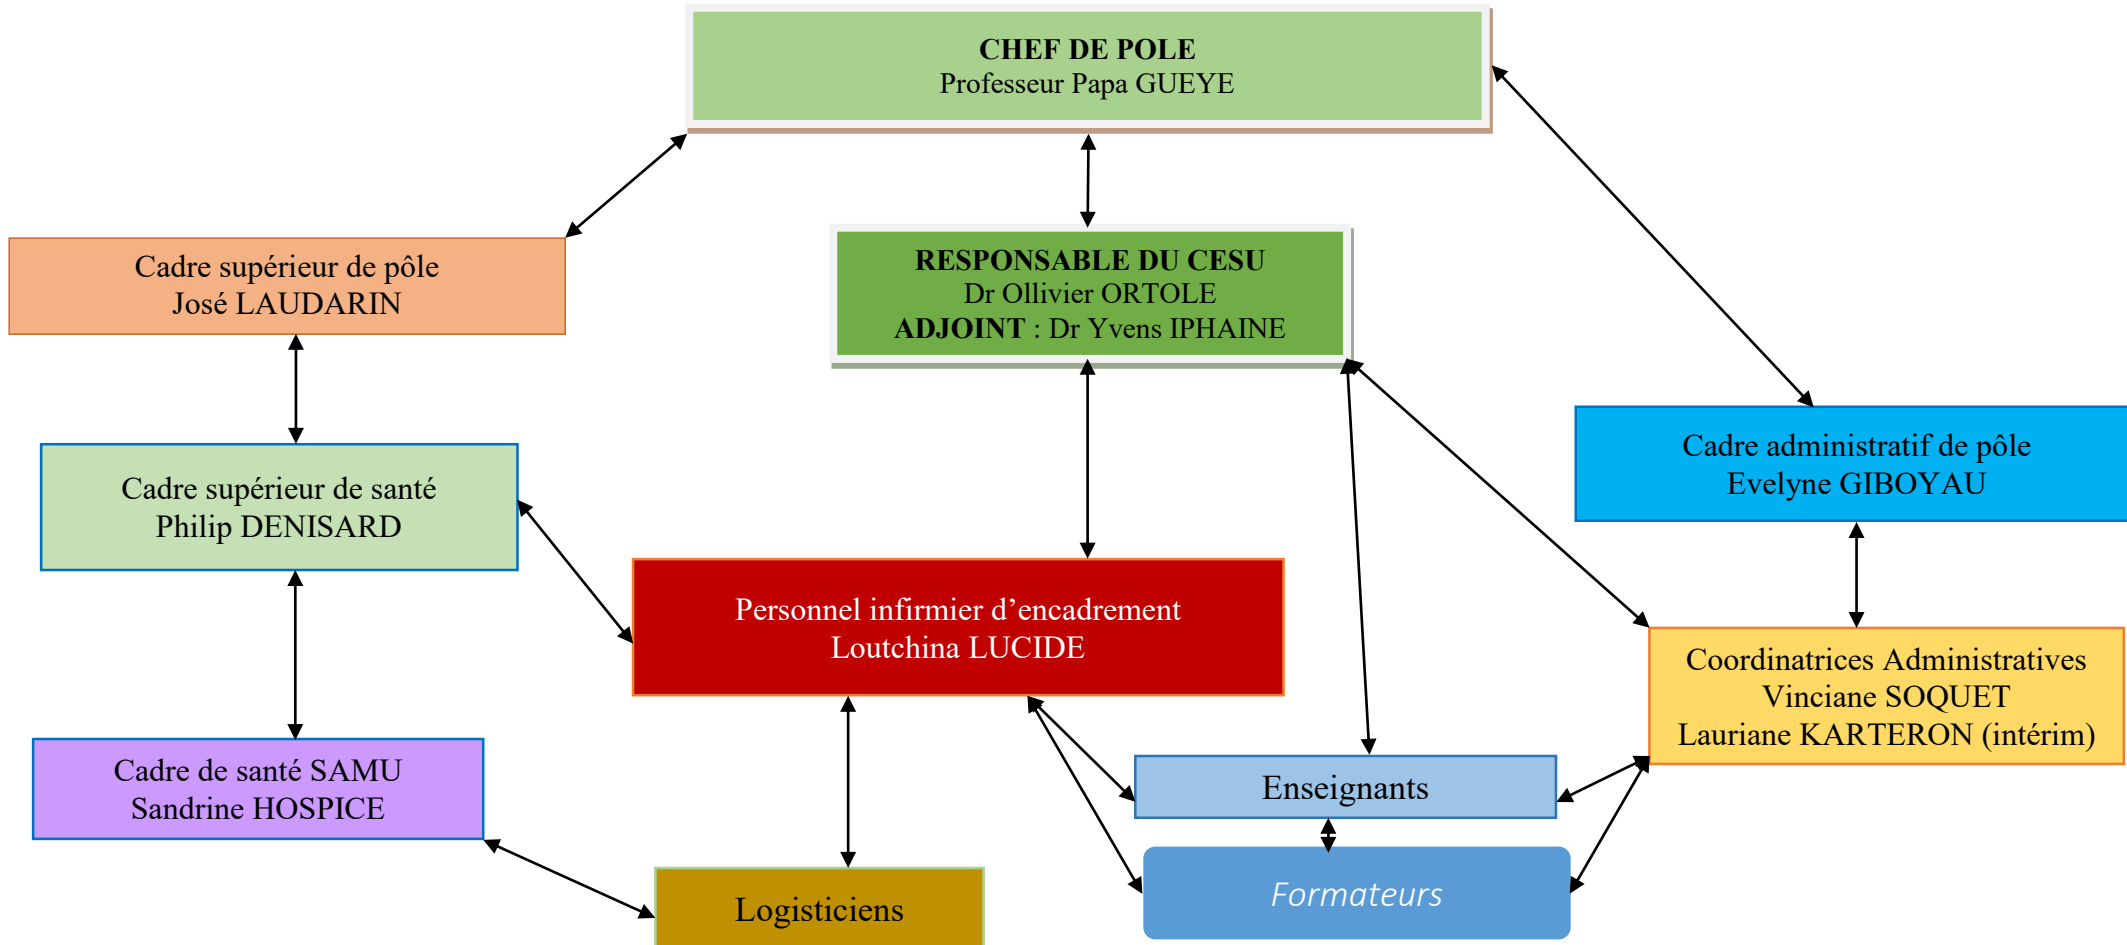 CHEF DE POLE
Professeur Papa GUEYE
Cadre supérieur de pôle
José LAUDARIN
RESPONSABLE DU CESU
Dr Ollivier ORTOLE
ADJOINT : Dr Yvens IPHAINE
Cadre administratif de pôle
Evelyne GIBOYAU
Cadre supérieur de santé
Philip DENISARD
Personnel infirmier d’encadrement
Loutchina LUCIDE
Coordinatrices Administratives
Vinciane SOQUET
Lauriane KARTERON (intérim)
Cadre de santé SAMU
Sandrine HOSPICE
Enseignants
Logisticiens
Formateurs